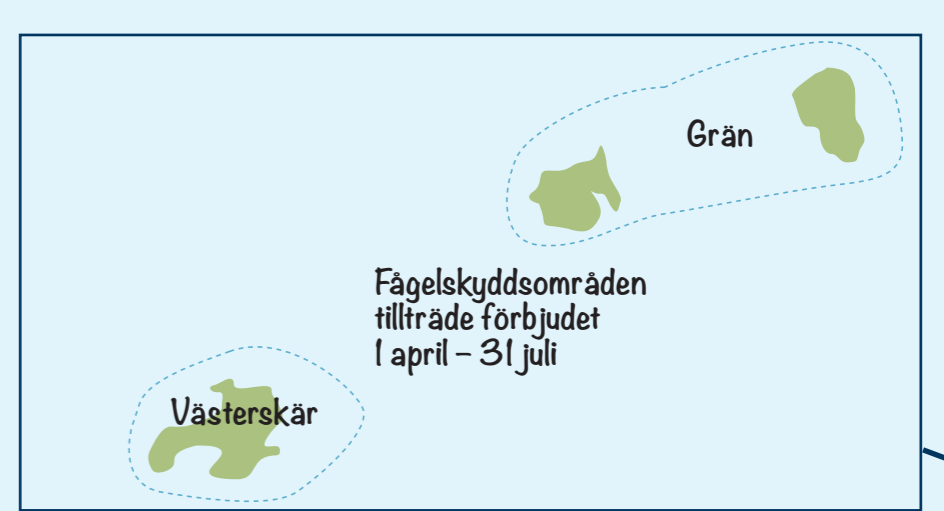 Grän
Fågelskyddsområden
tillträde förbjudet
1 april – 31 juli
Västerskär